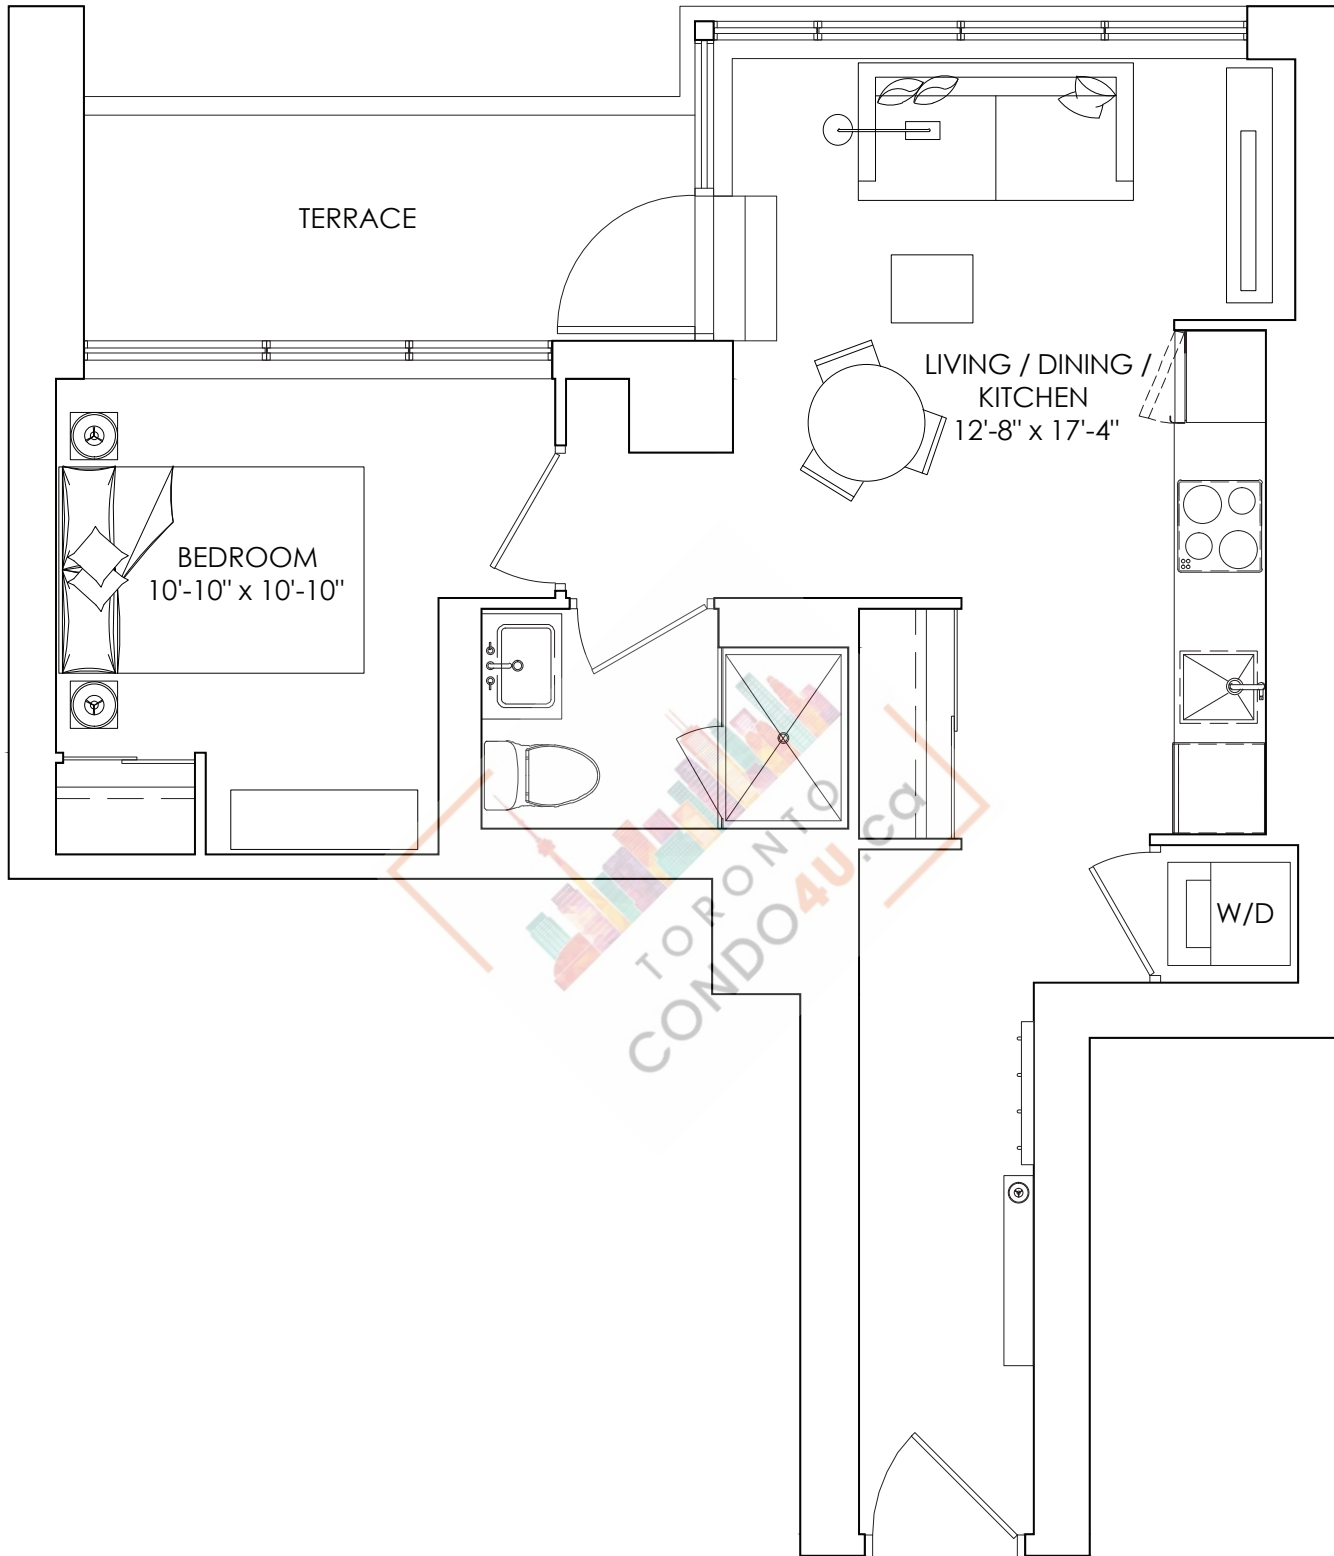 TERRACE
LIVING / DINING /
KITCHEN
12'-8" x 17'-4"
BEDROOM
10'-10" x 10'-10"
W/D
TORONTO
CONDO4U.ca